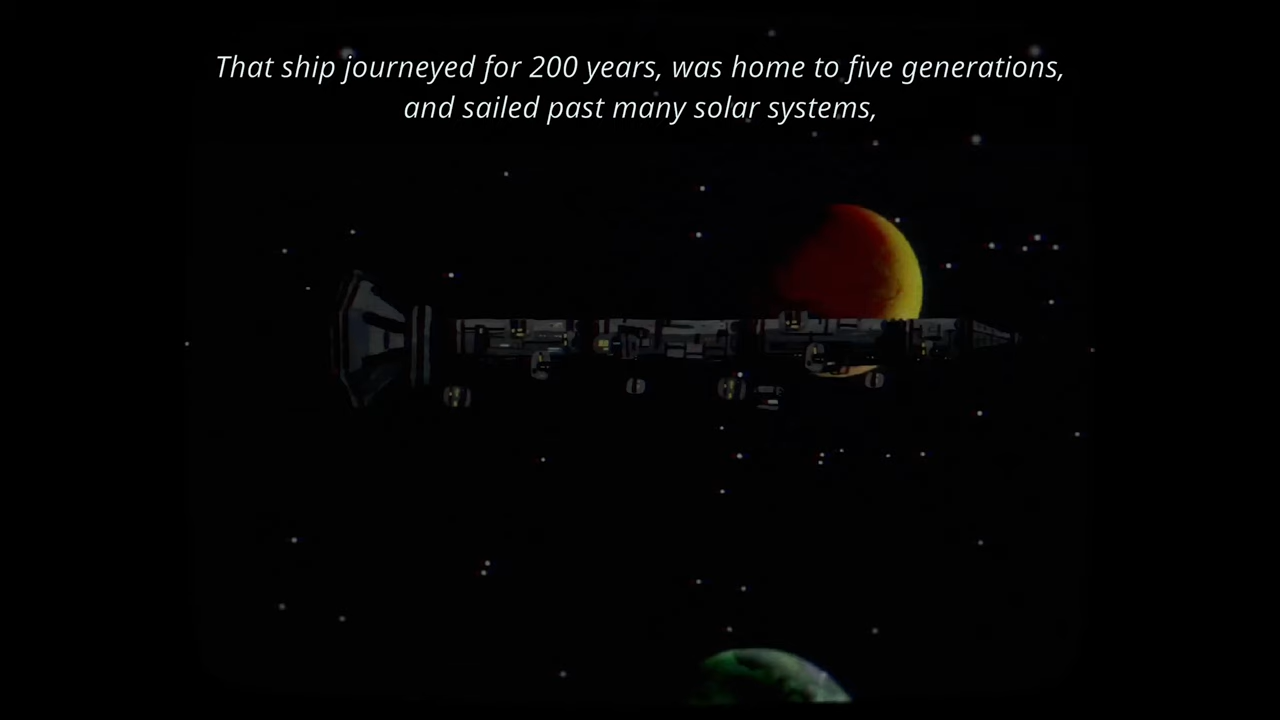 That ship journeyed for 200 years, was home to five generations,
and sailed past many solar systems,